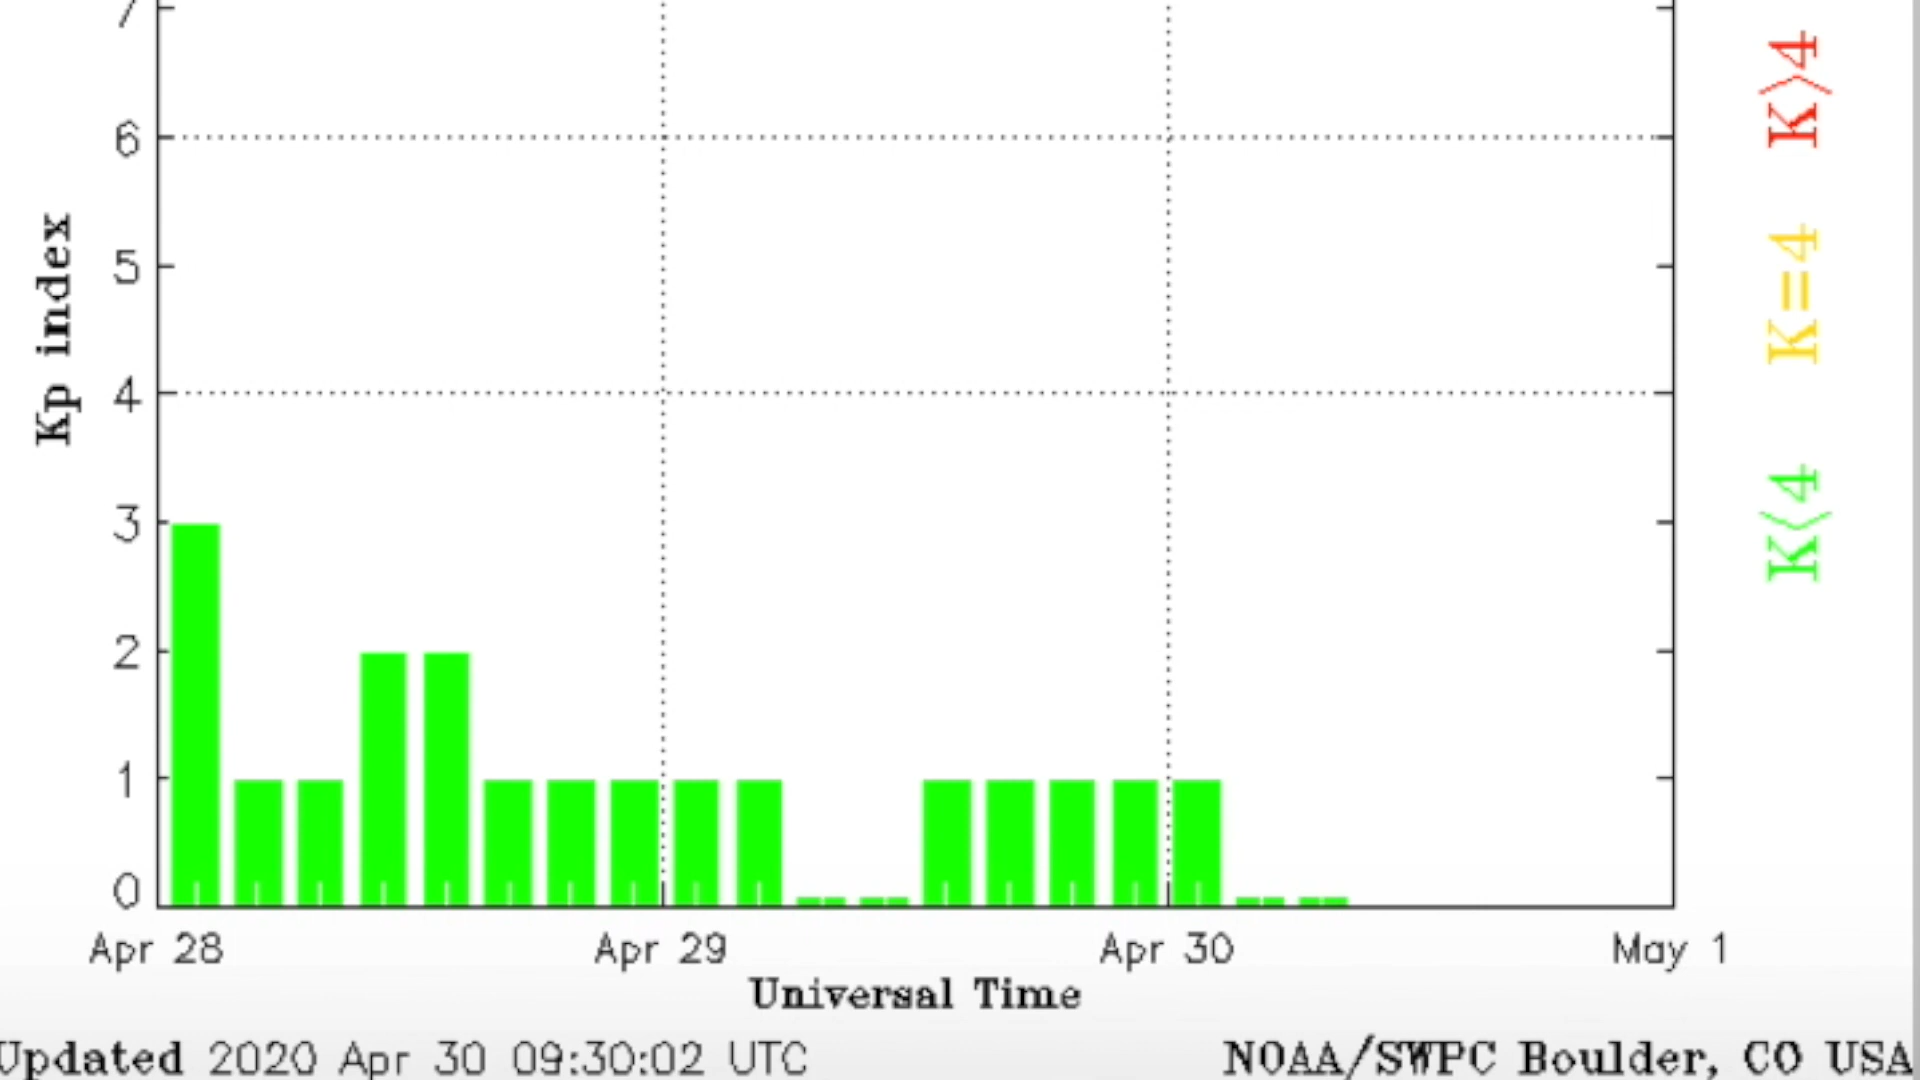 7
6
5
4
3
2
1
0
Kp index
K>4
K=4
K<4
Apr 28 Apr 29 Apr 30 May 1
Universal Time
Updated 2020 Apr 30 09:30:02 UTC
NOAA/SWPC Boulder, CO USA